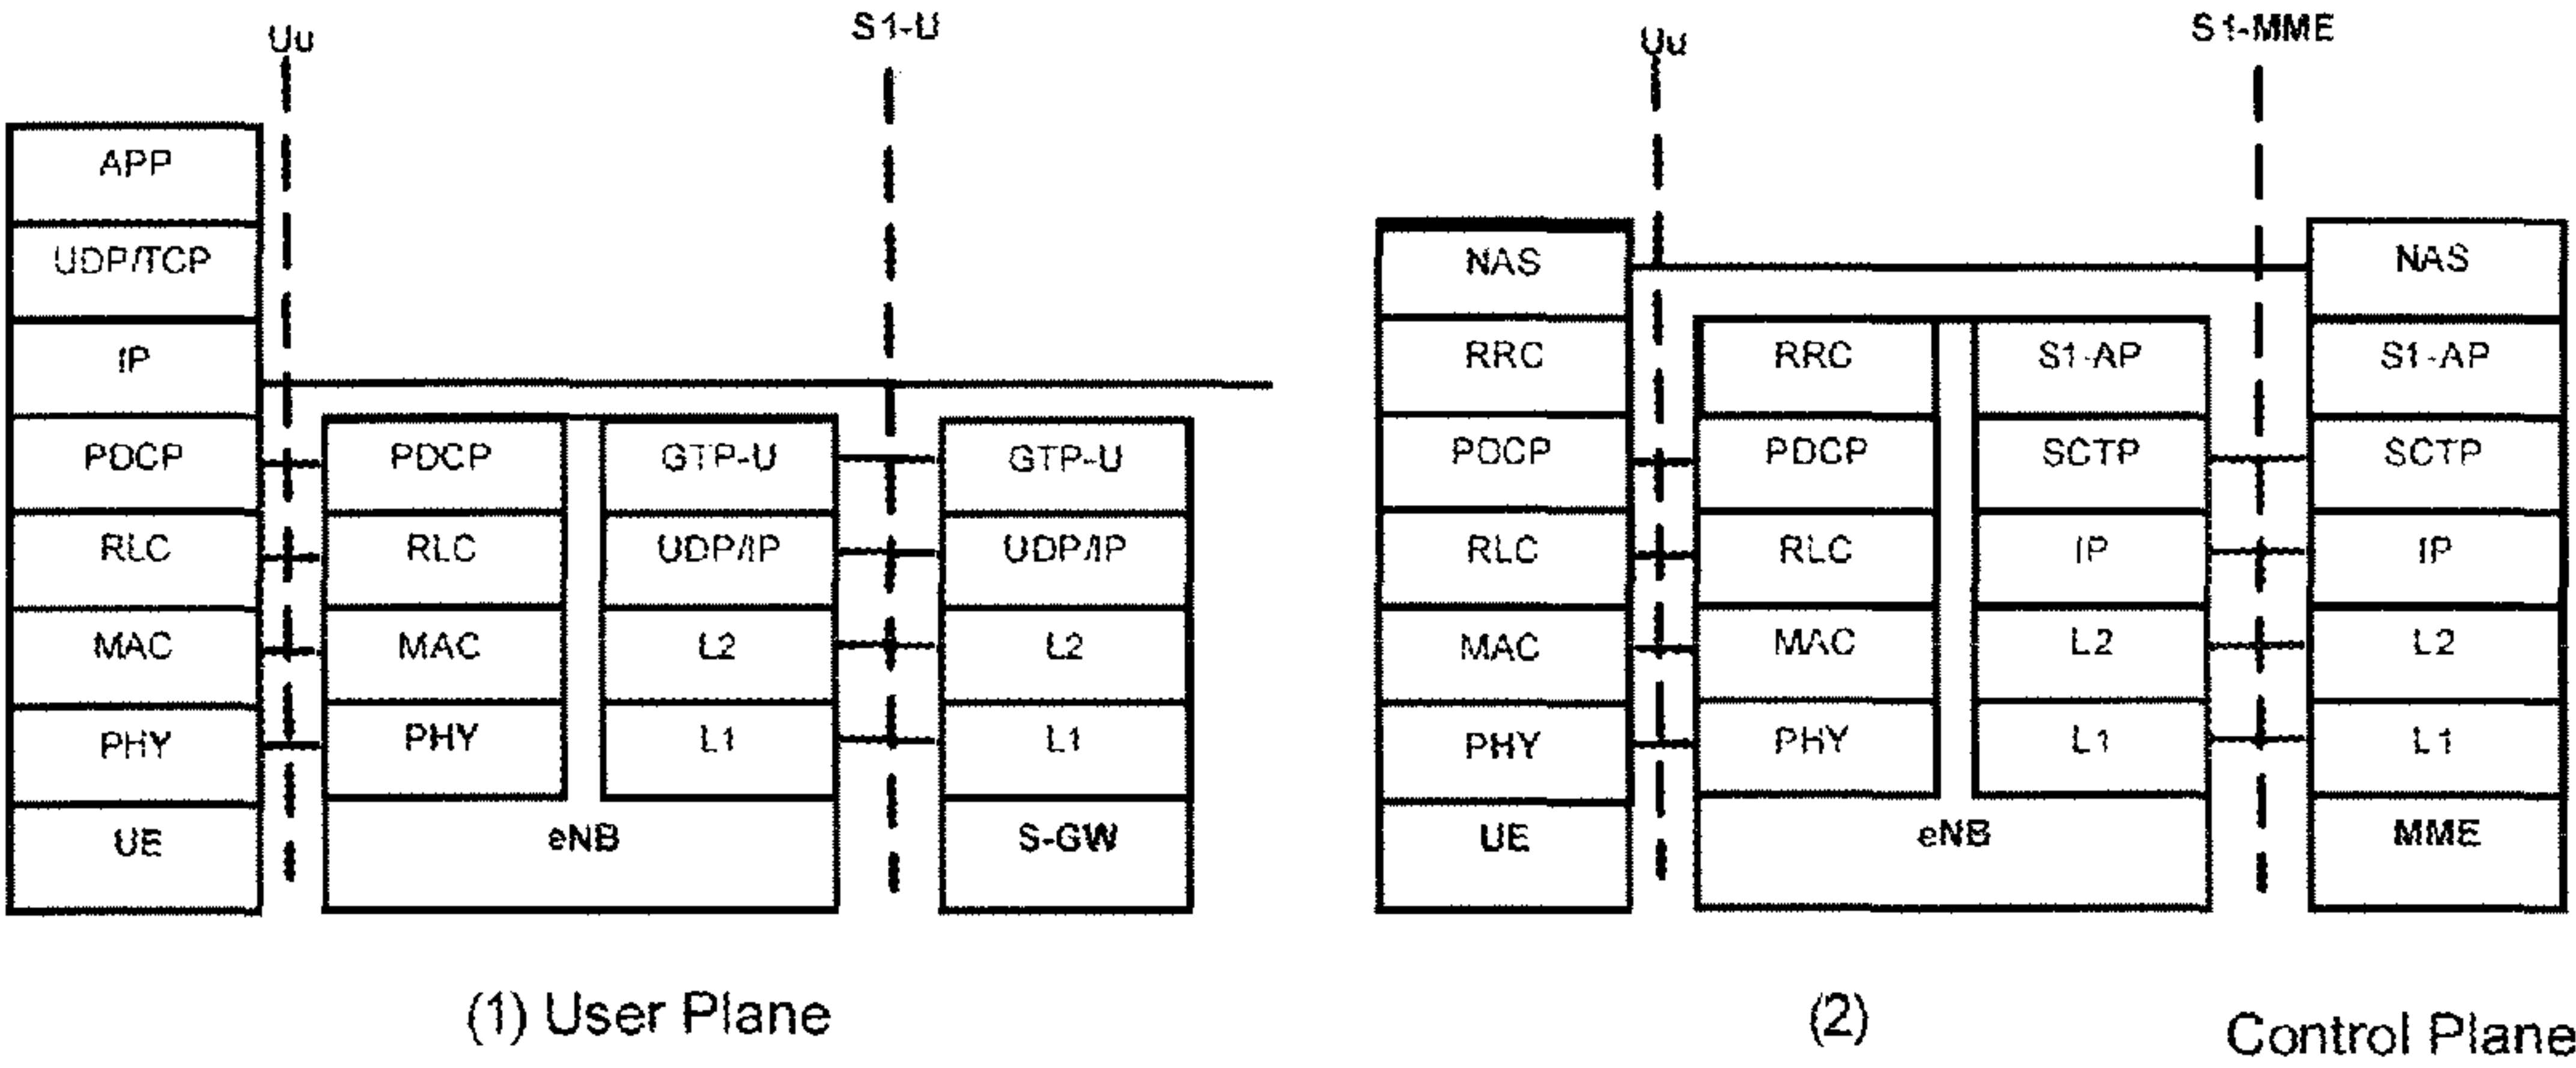 Uu
S1-U
APP
UDP/TCP
IP
PDCP
RLC
MAC
PHY
UE
PDCP
RLC
MAC
PHY
GTP-U
UDP/IP
L2
L1
eNB
GTP-U
UDP/IP
L2
L1
S-GW
(1) User Plane
Uu
S1-MME
NAS
RRC
PDCP
RLC
MAC
PHY
UE
RRC
PDCP
RLC
MAC
PHY
S1-AP
SCTP
IP
L2
L1
eNB
NAS
S1-AP
SCTP
IP
L2
L1
MME
(2)
Control Plane